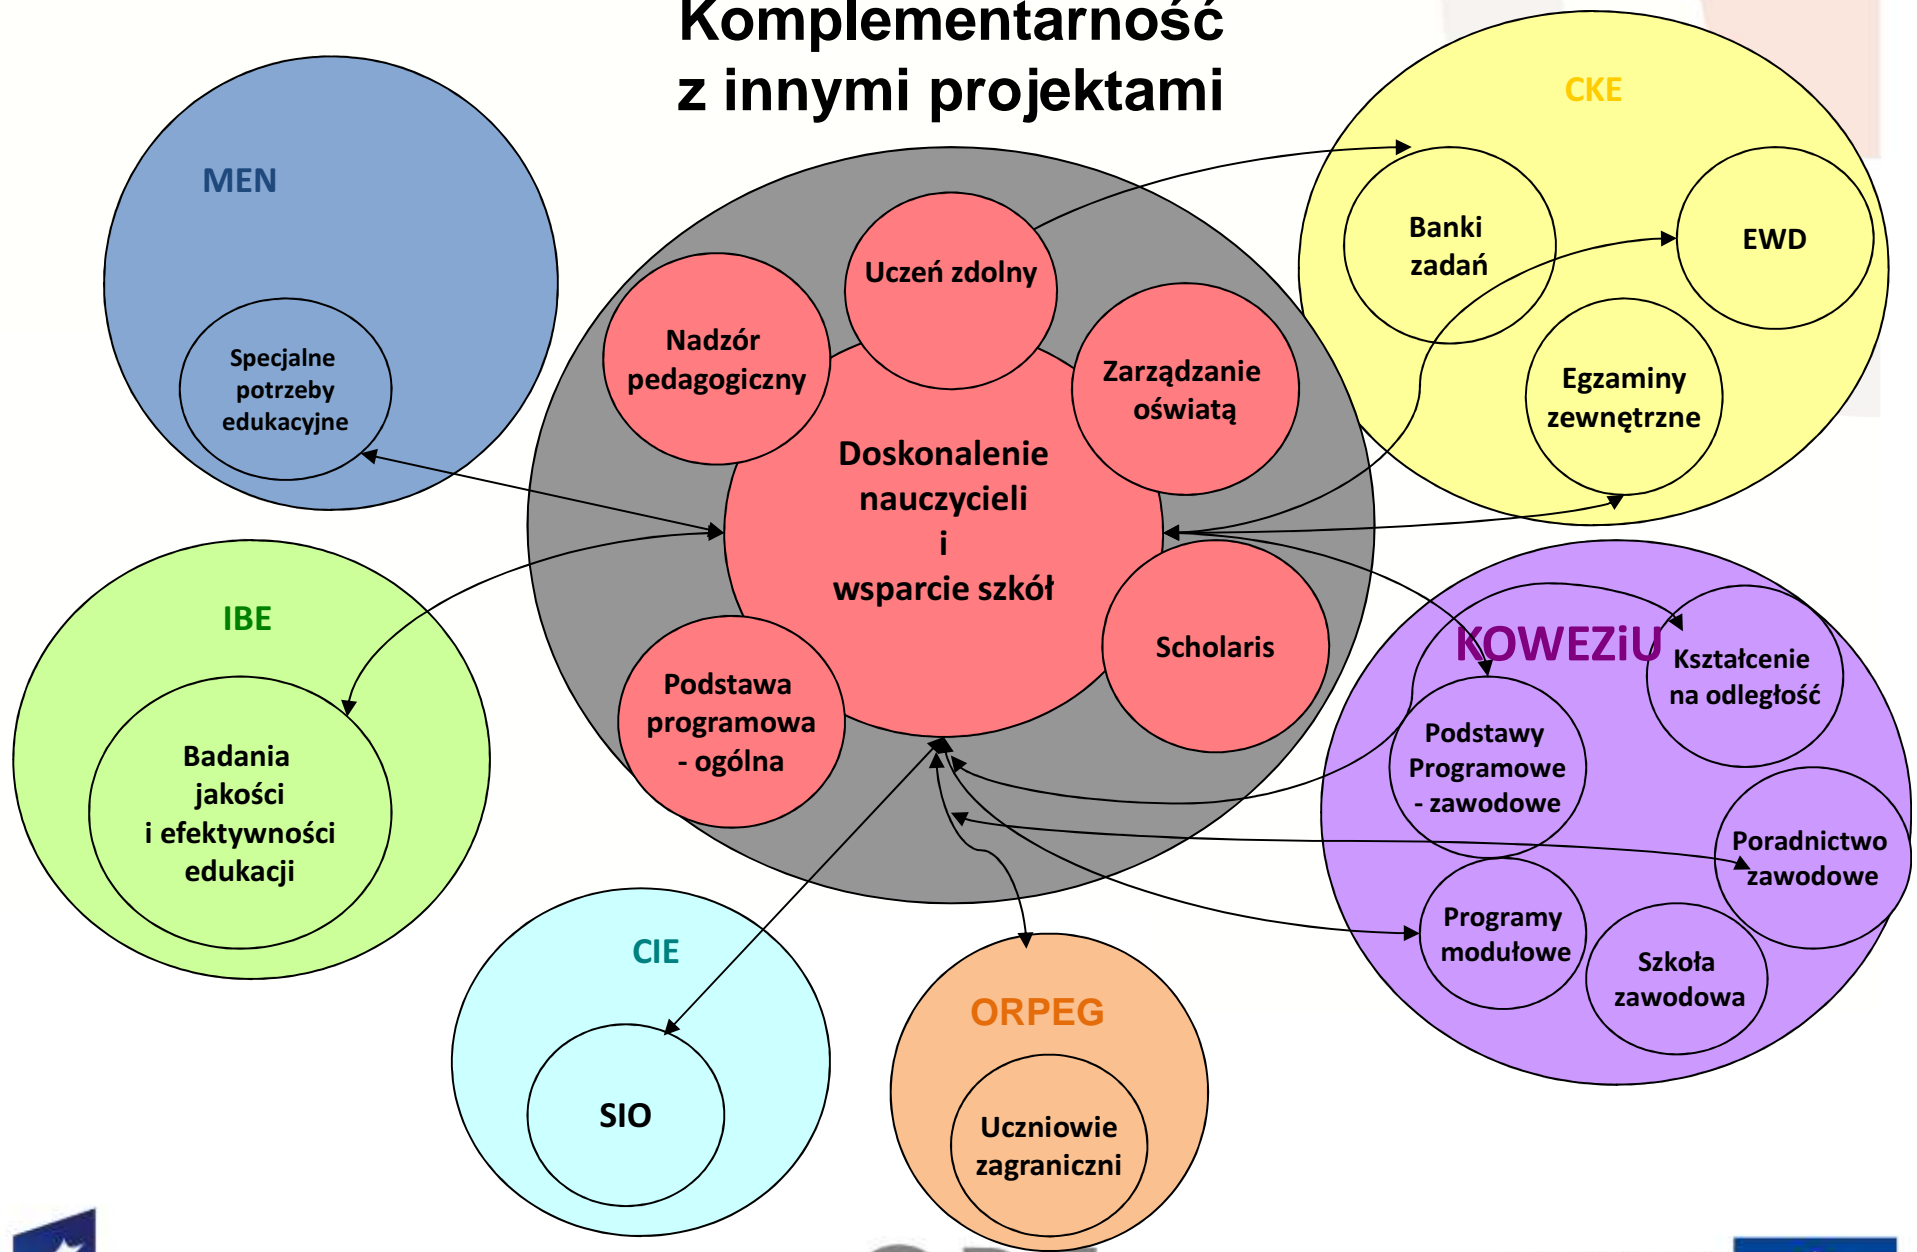 Komplementarność
z innymi projektami
MEN
Specjalne
potrzeby
edukacyjne
CKE
Banki
zadań
EWD
Egzaminy
zewnętrzne
Uczeń zdolny
Nadzór
pedagogiczny
Zarządzanie
oświatą
Doskonalenie
nauczycieli
i
wsparcie szkół
Scholaris
Podstawa
programowa
- ogólna
IBE
Badania
jakości
i efektywności
edukacji
KOWEZiU
Kształcenie
na odległość
Podstawy
Programowe
- zawodowe
Poradnictwo
zawodowe
Programy
modułowe
Szkoła
zawodowa
CIE
SIO
ORPEG
Uczniowie
zagraniczni